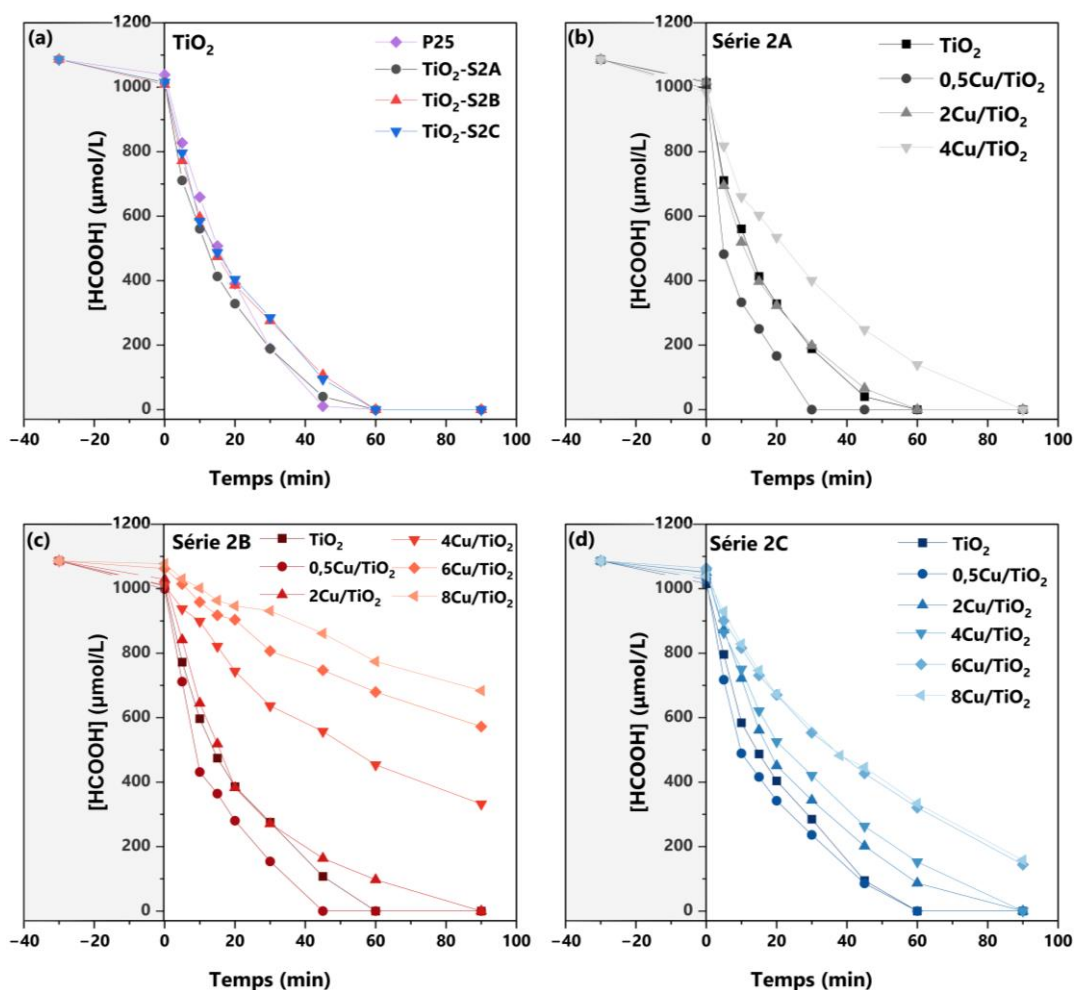 (a)
TiO₂
P25
TiO₂-S2A
TiO₂-S2B
TiO₂-S2C
1200
1000
800
600
400
200
0
[HCOOH] (µmol/L)
−40 −20 0 20 40 60 80 100
Temps (min)
(b)
Série 2A
TiO₂
0,5Cu/TiO₂
2Cu/TiO₂
4Cu/TiO₂
1200
1000
800
600
400
200
0
[HCOOH] (µmol/L)
−40 −20 0 20 40 60 80 100
Temps (min)
(c)
Série 2B
TiO₂
0,5Cu/TiO₂
2Cu/TiO₂
4Cu/TiO₂
6Cu/TiO₂
8Cu/TiO₂
1200
1000
800
600
400
200
0
[HCOOH] (µmol/L)
−40 −20 0 20 40 60 80 100
Temps (min)
(d)
Série 2C
TiO₂
0,5Cu/TiO₂
2Cu/TiO₂
4Cu/TiO₂
6Cu/TiO₂
8Cu/TiO₂
1200
1000
800
600
400
200
0
[HCOOH] (µmol/L)
−40 −20 0 20 40 60 80 100
Temps (min)